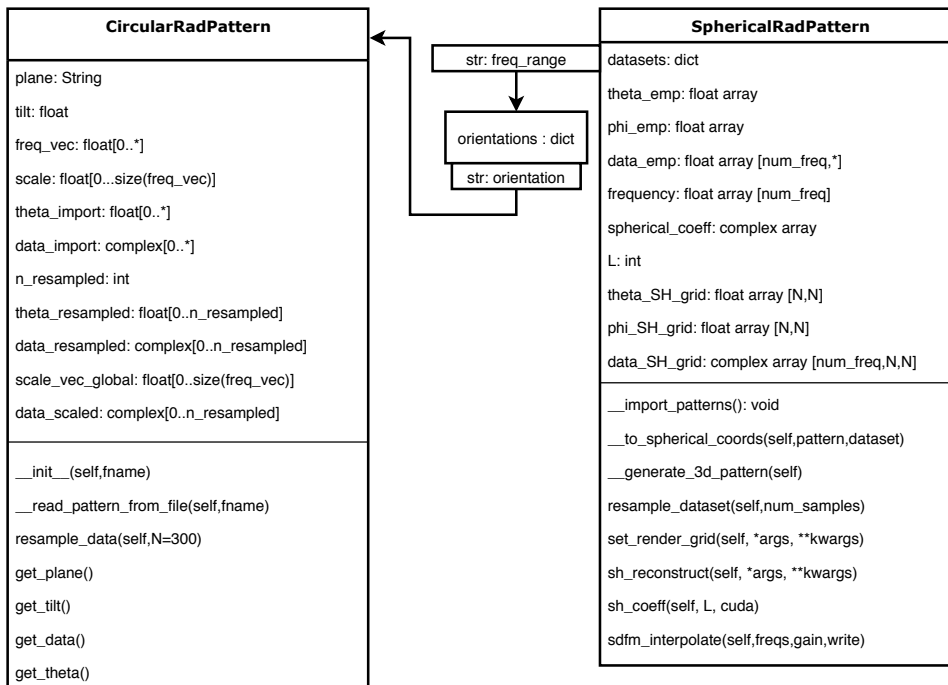 CircularRadPattern
plane: String
tilt: float
freq_vec: float[0..*]
scale: float[0...size(freq_vec)]
theta_import: float[0..*]
data_import: complex[0..*]
n_resampled: int
theta_resampled: float[0..n_resampled]
data_resampled: complex[0..n_resampled]
scale_vec_global: float[0..size(freq_vec)]
data_scaled: complex[0..n_resampled]
__init__(self,fname)
__read_pattern_from_file(self,fname)
resample_data(self,N=300)
get_plane()
get_tilt()
get_data()
get_theta()
str: freq_range
orientations : dict
str: orientation
SphericalRadPattern
datasets: dict
theta_emp: float array
phi_emp: float array
data_emp: float array [num_freq,*]
frequency: float array [num_freq]
spherical_coeff: complex array
L: int
theta_SH_grid: float array [N,N]
phi_SH_grid: float array [N,N]
data_SH_grid: complex array [num_freq,N,N]
__import_patterns(): void
__to_spherical_coords(self,pattern,dataset)
__generate_3d_pattern(self)
resample_dataset(self,num_samples)
set_render_grid(self, *args, **kwargs)
sh_reconstruct(self, *args, **kwargs)
sh_coeff(self, L, cuda)
sdfm_interpolate(self,freqs,gain,write)